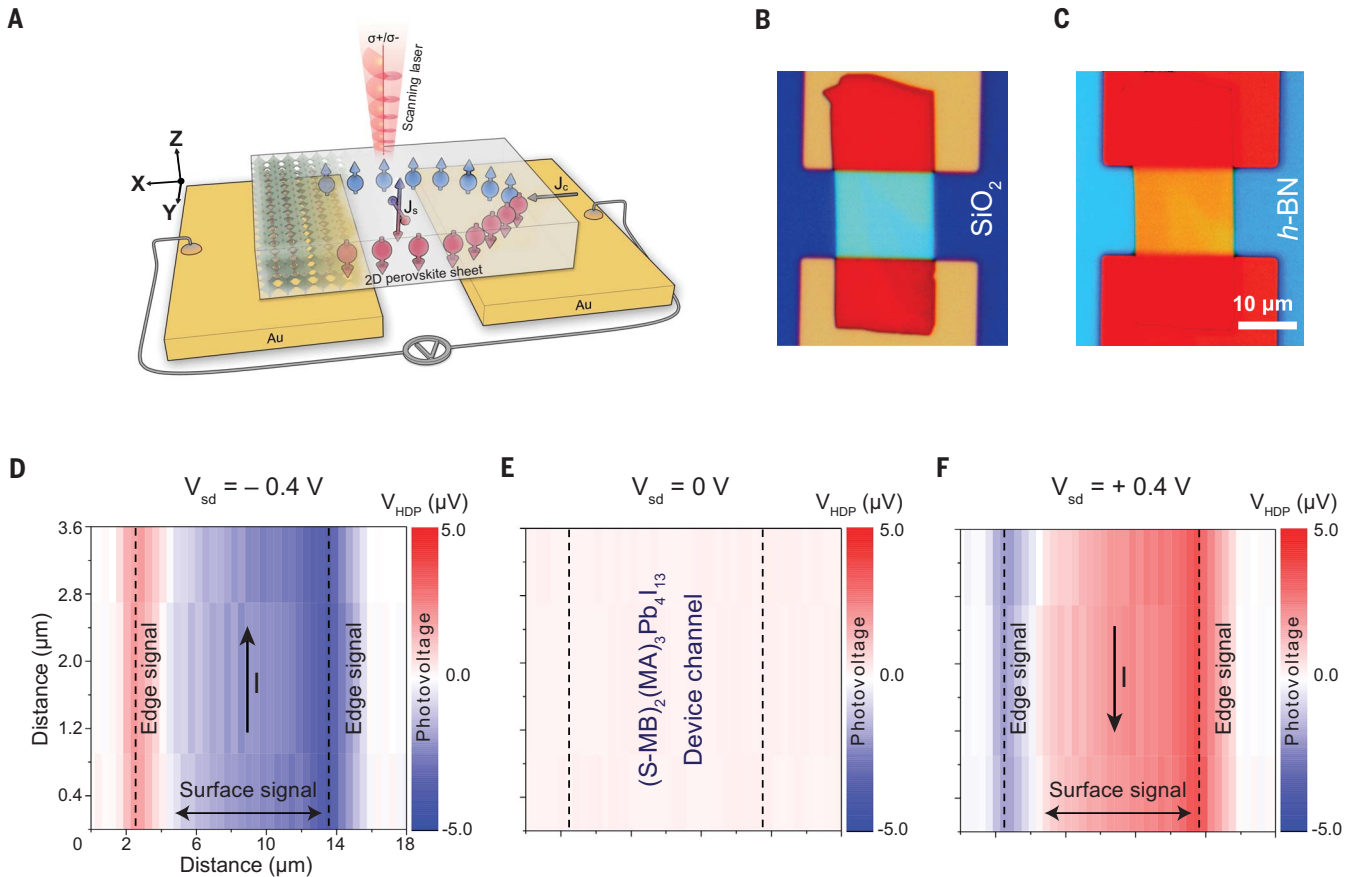 A
σ+/σ-
Scanning laser
Z
X
Y
J_c
J_s
2D perovskite sheet
Au
Au
V
B
SiO₂
C
h-BN
10 µm
D
V_sd = – 0.4 V
V_HDP (µV)
3.6
2.8
2.0
1.2
0.4
0
Distance (µm)
Edge signal
I
Edge signal
Surface signal
2
6
10
14
18
Distance (µm)
5.0
0.0
-5.0
Photovoltage
E
V_sd = 0 V
V_HDP (µV)
(S-MB)₂(MA)₃Pb₄I₁₃
Device channel
5.0
0.0
-5.0
Photovoltage
F
V_sd = + 0.4 V
V_HDP (µV)
Edge signal
I
Edge signal
Surface signal
5.0
0.0
-5.0
Photovoltage